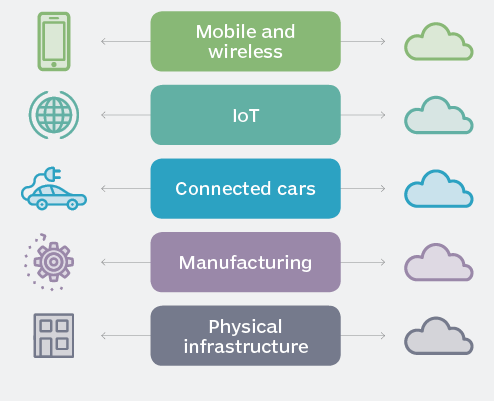 Mobile and
wireless
IoT
Connected cars
Manufacturing
Physical
infrastructure